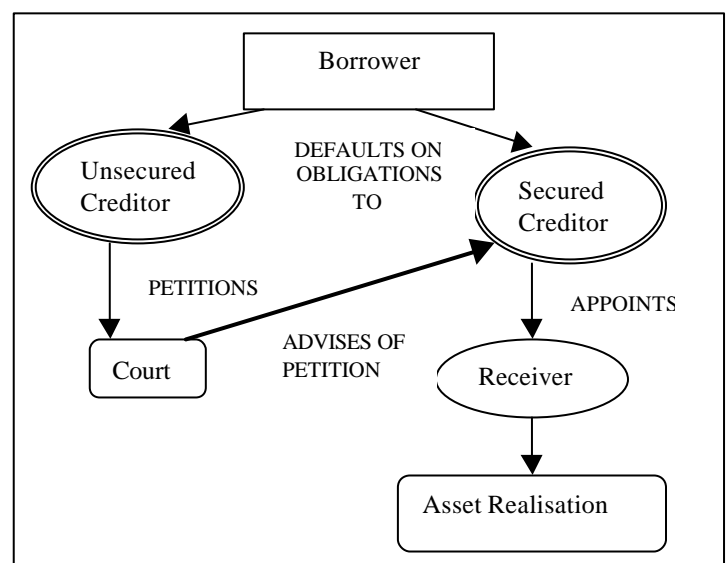 Borrower
DEFAULTS ON
OBLIGATIONS
TO
Unsecured
Creditor
Secured
Creditor
PETITIONS
APPOINTS
ADVISES OF
PETITION
Court
Receiver
Asset Realisation